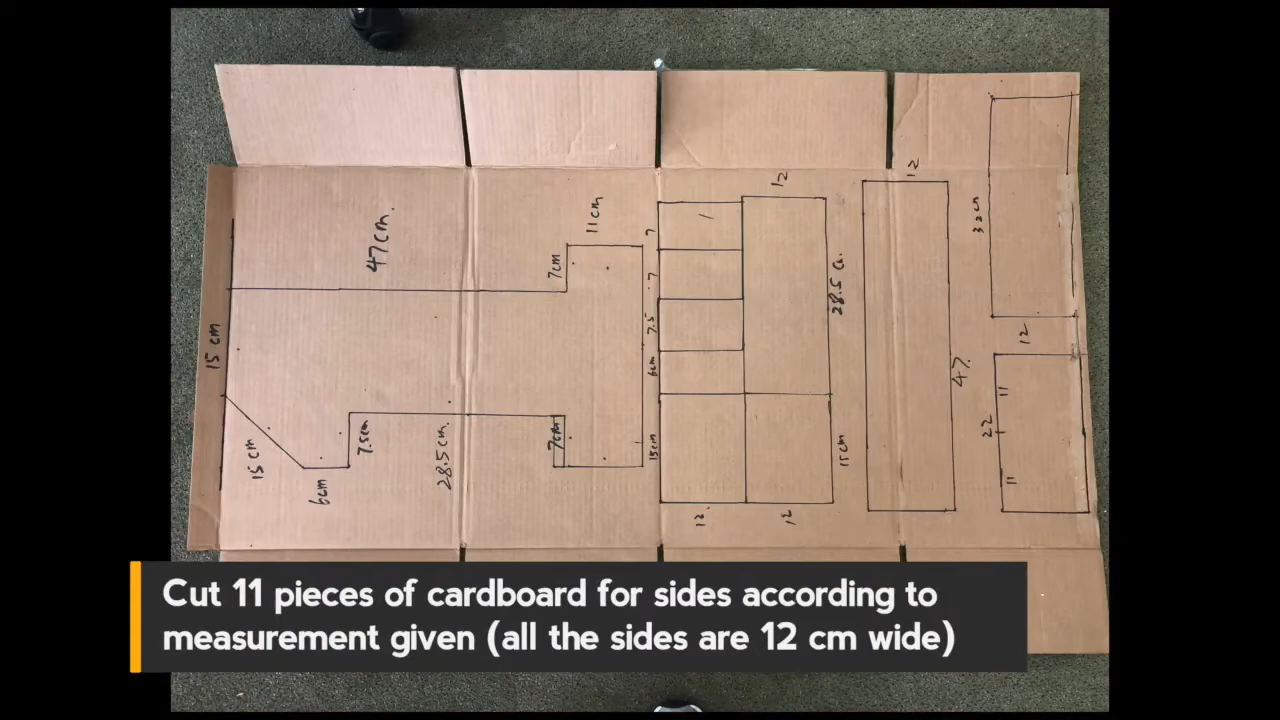 47cm.
15 cm
15 cm
6cm
7.5cm
28.5cm.
7cm
11cm
7cm
7
7
7.5
6cm
15cm
12
28.5 cm.
15cm
12.
12
12
47.
32cm
12
11
22
11
Cut 11 pieces of cardboard for sides according to
measurement given (all the sides are 12 cm wide)